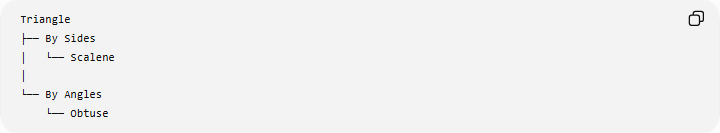 Triangle
├── By Sides
│   └── Scalene
│
└── By Angles
    └── Obtuse